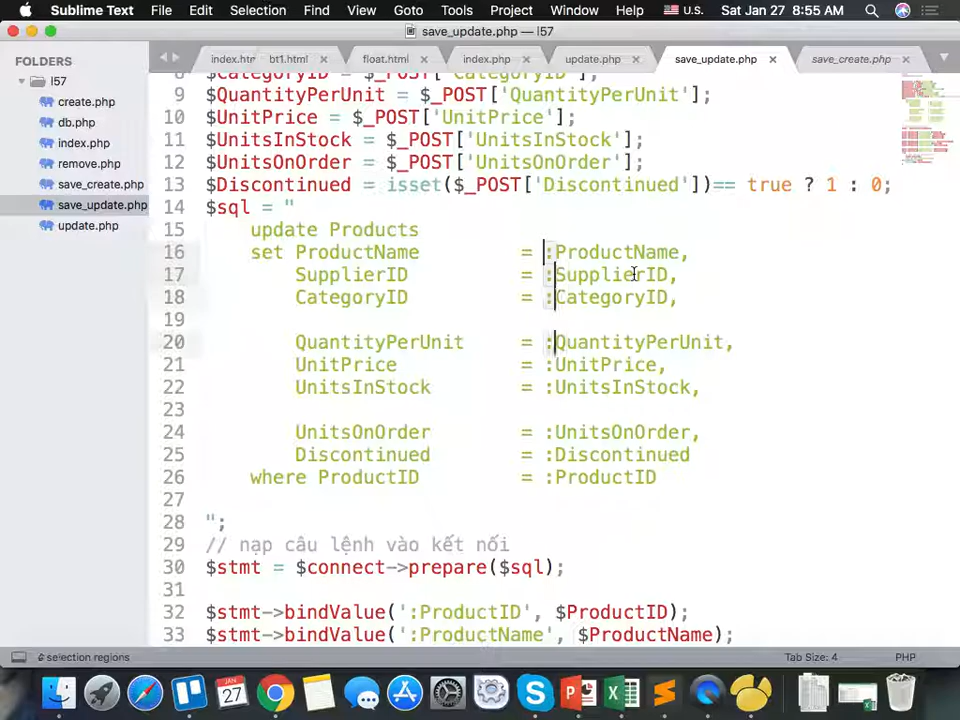 Sublime Text File Edit Selection Find View Goto Tools Project Window Help U.S. Sat Jan 27 8:55 AM
save_update.php — l57
FOLDERS
l57
create.php
db.php
index.php
remove.php
save_create.php
save_update.php
update.php
index.htm bt1.html float.html index.php update.php save_update.php save_create.php
8 $CategoryID = $_POST['CategoryID'];
9 $QuantityPerUnit = $_POST['QuantityPerUnit'];
10 $UnitPrice = $_POST['UnitPrice'];
11 $UnitsInStock = $_POST['UnitsInStock'];
12 $UnitsOnOrder = $_POST['UnitsOnOrder'];
13 $Discontinued = isset($_POST['Discontinued'])== true ? 1 : 0;
14 $sql = "
15 update Products
16 set ProductName = :ProductName,
17 SupplierID = :SupplierID,
18 CategoryID = :CategoryID,
19
20 QuantityPerUnit = :QuantityPerUnit,
21 UnitPrice = :UnitPrice,
22 UnitsInStock = :UnitsInStock,
23
24 UnitsOnOrder = :UnitsOnOrder,
25 Discontinued = :Discontinued
26 where ProductID = :ProductID
27
28 ";
29 // nạp câu lệnh vào kết nối
30 $stmt = $connect->prepare($sql);
31
32 $stmt->bindValue(':ProductID', $ProductID);
33 $stmt->bindValue(':ProductName', $ProductName);
6 selection regions Tab Size: 4 PHP
JAN
27